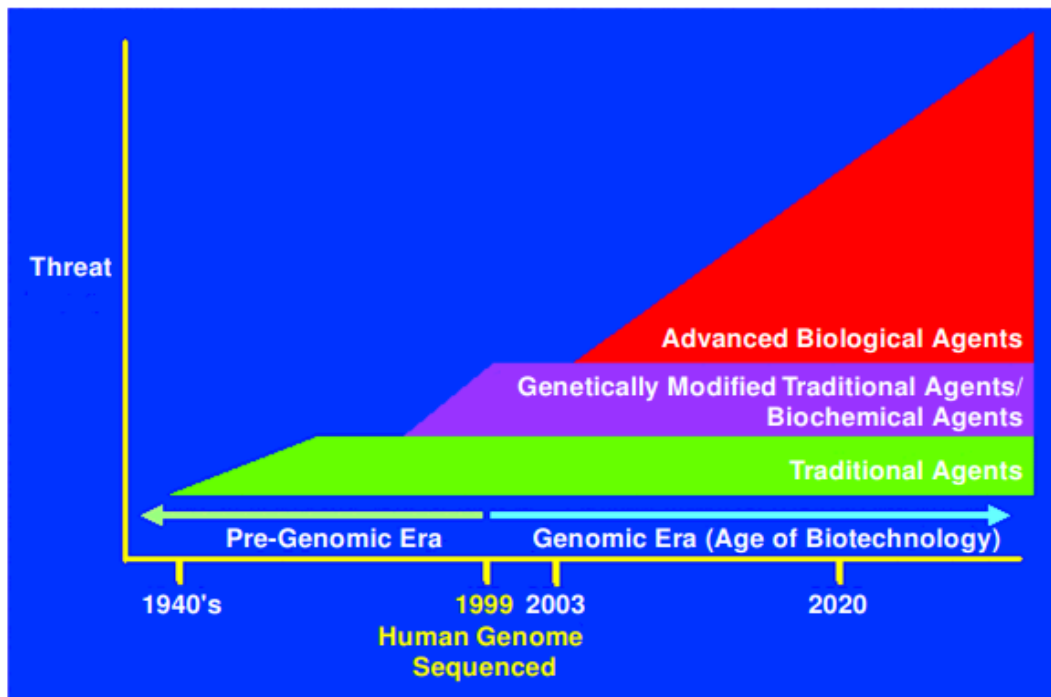 Threat
Advanced Biological Agents
Genetically Modified Traditional Agents/
Biochemical Agents
Traditional Agents
Pre-Genomic Era
Genomic Era (Age of Biotechnology)
1940's
1999
2003
2020
Human Genome
Sequenced